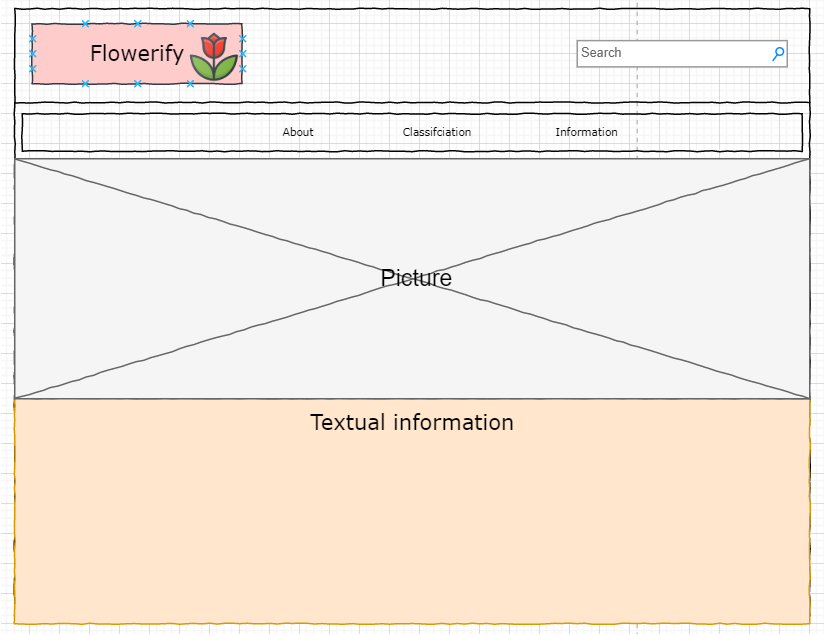 Flowerify
Search
About
Classifciation
Information
Picture
Textual information